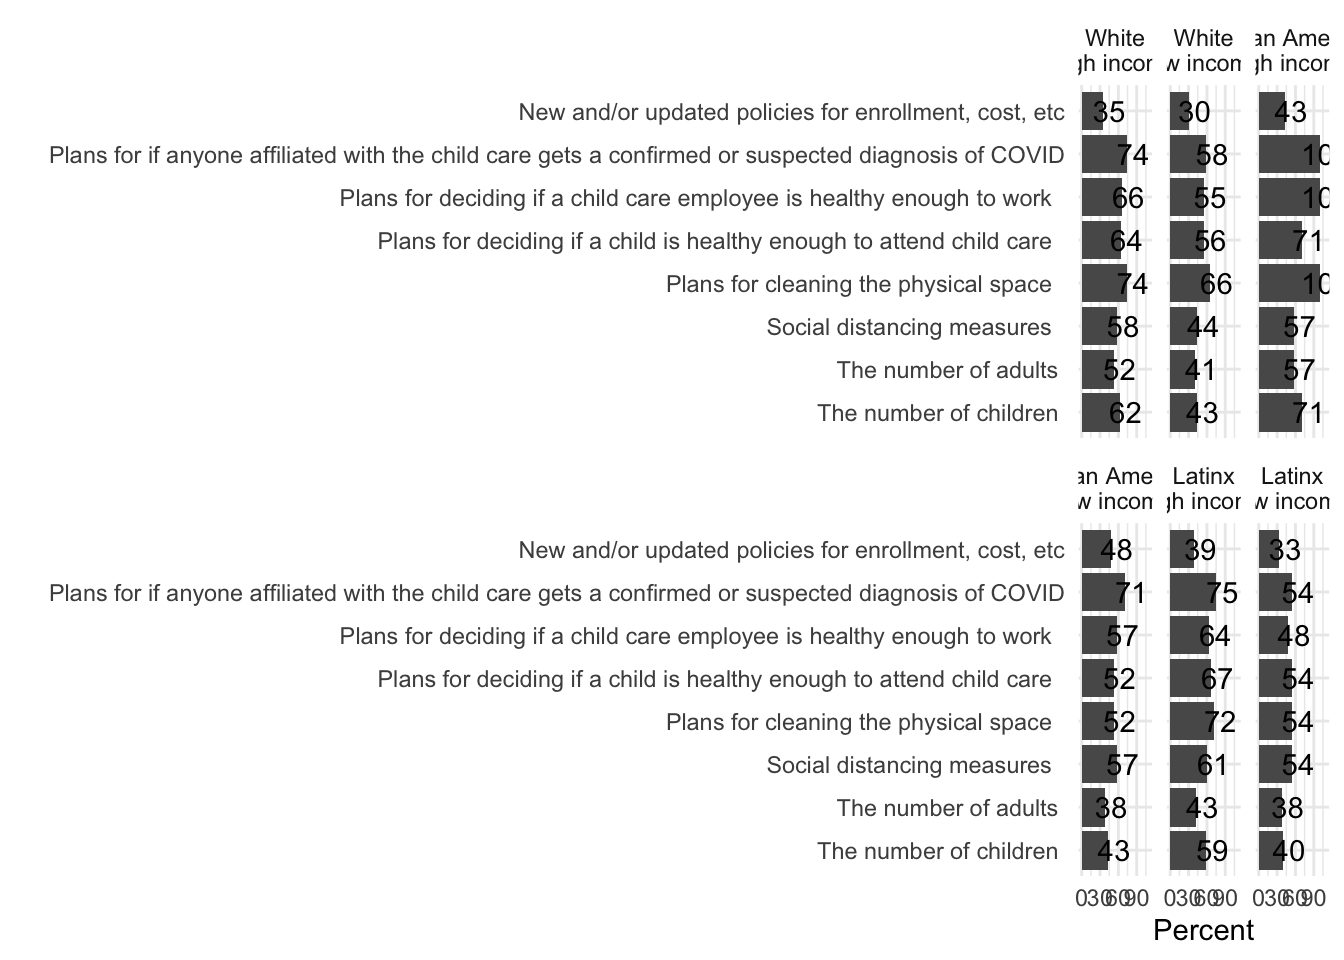 White White an Ame
gh incor w incom gh incom
New and/or updated policies for enrollment, cost, etc 35 30 43
Plans for if anyone affiliated with the child care gets a confirmed or suspected diagnosis of COVID 74 58 10
Plans for deciding if a child care employee is healthy enough to work 66 55 10
Plans for deciding if a child is healthy enough to attend child care 64 56 71
Plans for cleaning the physical space 74 66 10
Social distancing measures 58 44 57
The number of adults 52 41 57
The number of children 62 43 71
an Ame Latinx Latinx
w incom gh incor w incom
New and/or updated policies for enrollment, cost, etc 48 39 33
Plans for if anyone affiliated with the child care gets a confirmed or suspected diagnosis of COVID 71 75 54
Plans for deciding if a child care employee is healthy enough to work 57 64 48
Plans for deciding if a child is healthy enough to attend child care 52 67 54
Plans for cleaning the physical space 52 72 54
Social distancing measures 57 61 54
The number of adults 38 43 38
The number of children 43 59 40
0 30 60 90 0 30 60 90 0 30 60 90
Percent